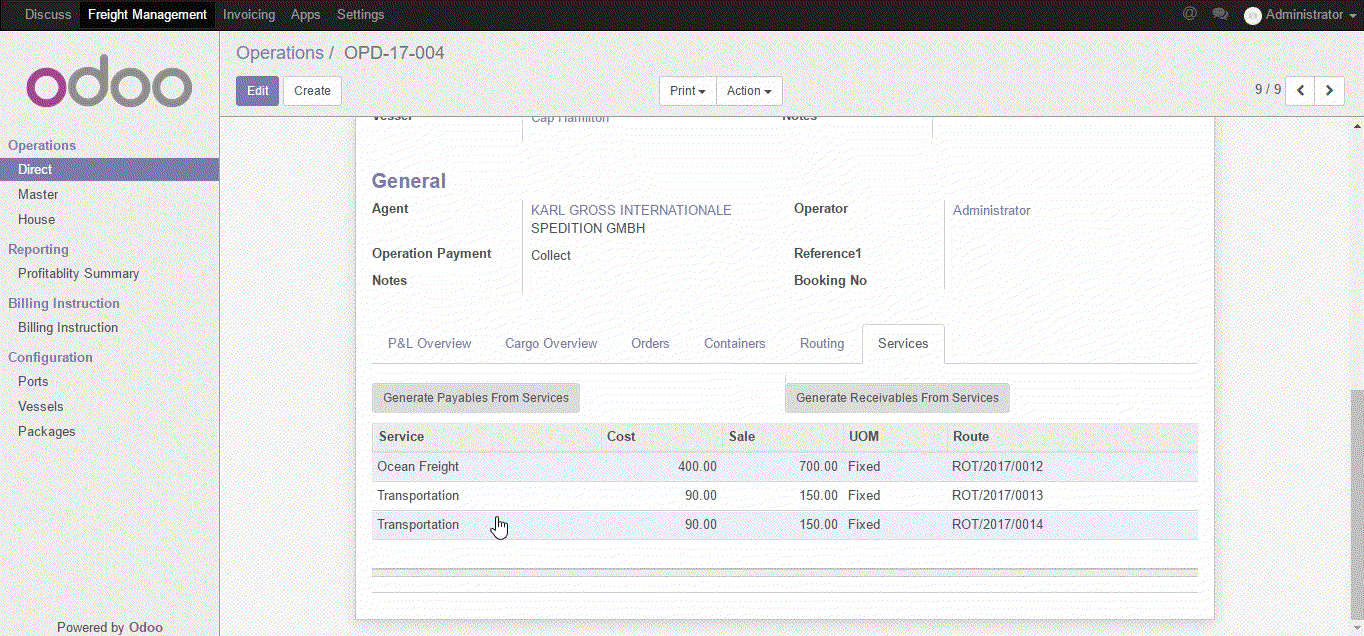 Discuss Freight Management Invoicing Apps Settings @ Administrator
odoo
Operations / OPD-17-004
Edit Create Print Action 9 / 9
Operations
Direct
Master
House
Reporting
Profitablity Summary
Billing Instruction
Billing Instruction
Configuration
Ports
Vessels
Packages
Powered by Odoo
Vessel Cap Hamilton Notes
General
Agent KARL GROSS INTERNATIONALE Operator Administrator
SPEDITION GMBH
Operation Payment Collect Reference1
Notes Booking No
P&L Overview Cargo Overview Orders Containers Routing Services
Generate Payables From Services Generate Receivables From Services
Service Cost Sale UOM Route
Ocean Freight 400.00 700.00 Fixed ROT/2017/0012
Transportation 90.00 150.00 Fixed ROT/2017/0013
Transportation 90.00 150.00 Fixed ROT/2017/0014